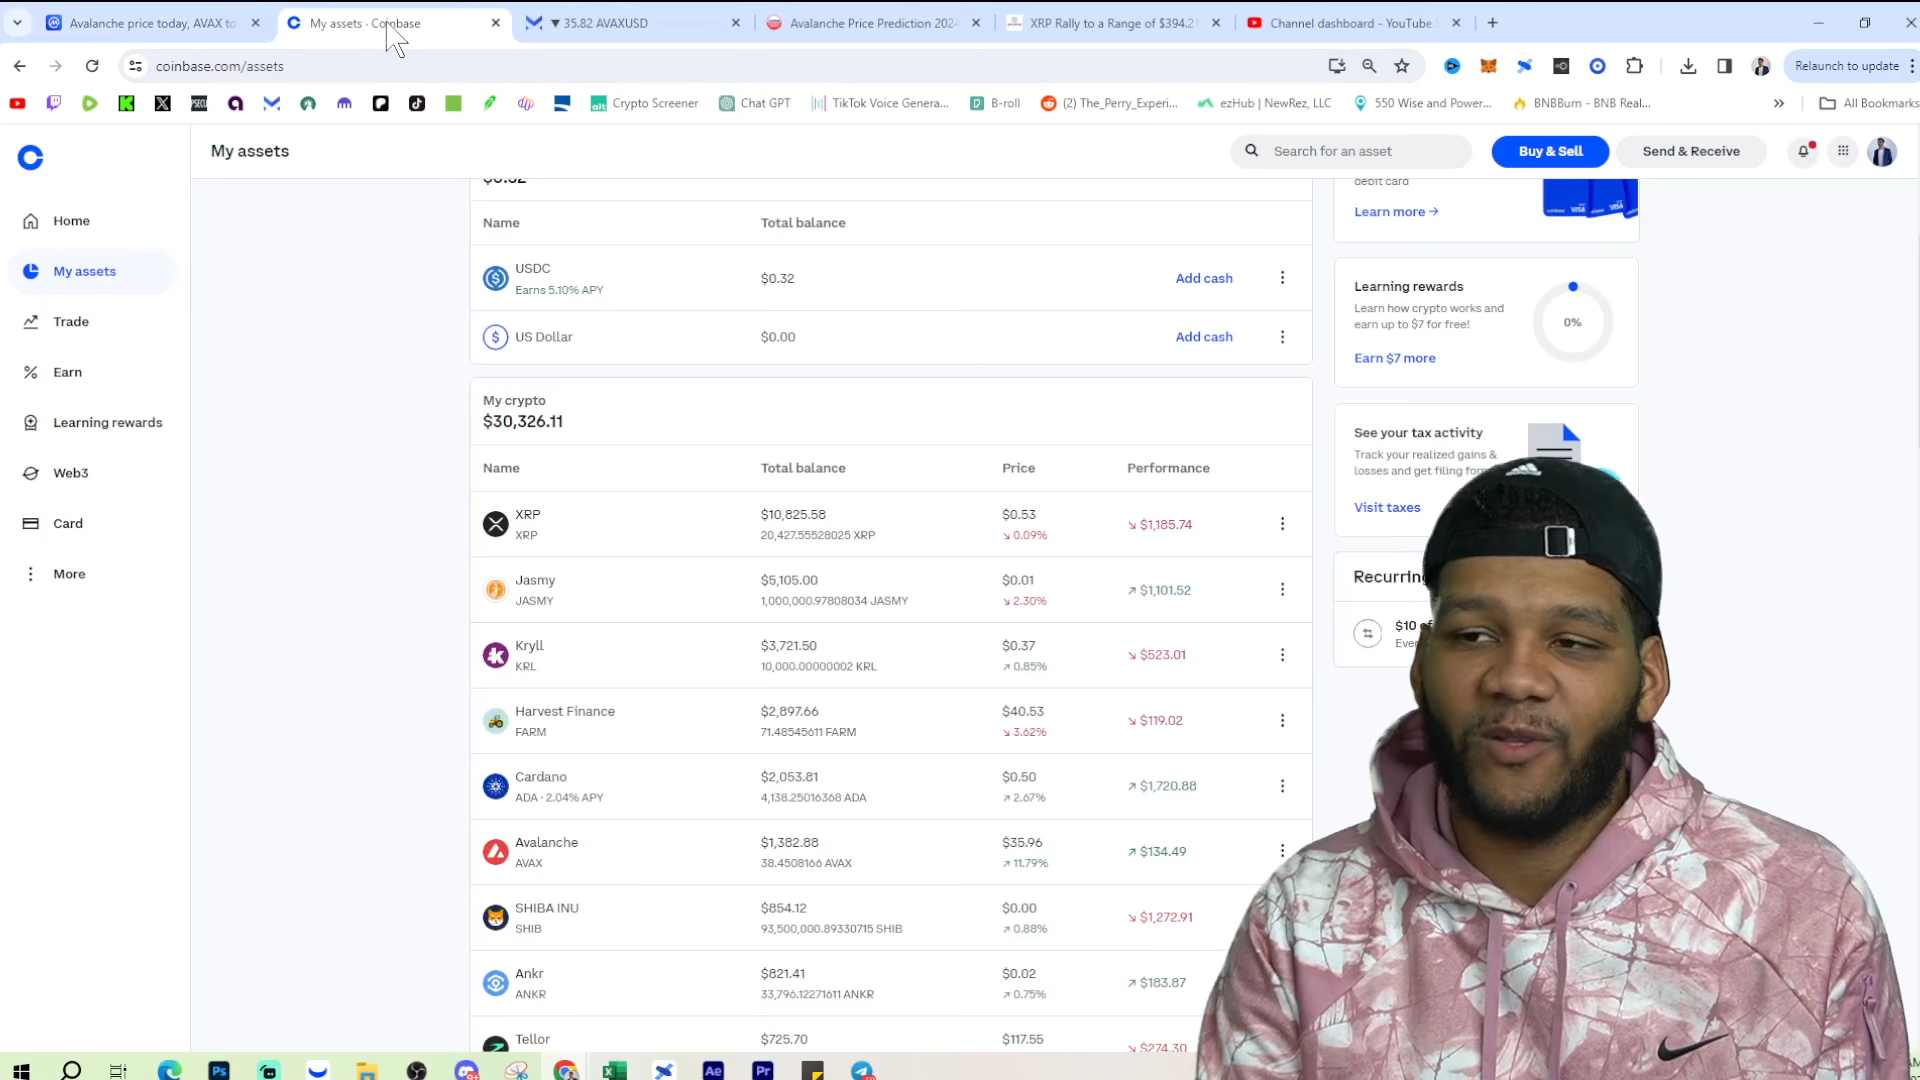 Avalanche price today, AVAX to
My assets · Coinbase
▼ 35.82 AVAXUSD
Avalanche Price Prediction 2024
XRP Rally to a Range of $394.21
Channel dashboard - YouTube S
coinbase.com/assets
Relaunch to update
Crypto Screener
Chat GPT
TikTok Voice Genera...
B-roll
(2) The_Perry_Experi...
ezHub | NewRez, LLC
550 Wise and Power...
BNBBurn - BNB Real...
All Bookmarks
My assets
Search for an asset
Buy & Sell
Send & Receive
Home
My assets
Trade
Earn
Learning rewards
Web3
Card
More
$0.32
Name Total balance
USDC
Earns 5.10% APY
$0.32
Add cash
US Dollar
$0.00
Add cash
My crypto
$30,326.11
Name Total balance Price Performance
XRP $10,825.58 $0.53 ↘ $1,185.74
XRP 20,427.55528025 XRP ↘ 0.09%
Jasmy $5,105.00 $0.01 ↗ $1,101.52
JASMY 1,000,000.97808034 JASMY ↘ 2.30%
Kryll $3,721.50 $0.37 ↘ $523.01
KRL 10,000.00000002 KRL ↗ 0.85%
Harvest Finance $2,897.66 $40.53 ↘ $119.02
FARM 71.48545611 FARM ↘ 3.62%
Cardano $2,053.81 $0.50 ↗ $1,720.88
ADA · 2.04% APY 4,138.25016368 ADA ↗ 2.67%
Avalanche $1,382.88 $35.96 ↗ $134.49
AVAX 38.4508166 AVAX ↗ 11.79%
SHIBA INU $854.12 $0.00 ↘ $1,272.91
SHIB 93,500,000.89330715 SHIB ↗ 0.88%
Ankr $821.41 $0.02 ↗ $183.87
ANKR 33,796.12271611 ANKR ↗ 0.75%
Tellor $725.70 $117.55 ↘ $274.30
debit card
Learn more →
VISA VISA VISA
Learning rewards
Learn how crypto works and
earn up to $7 for free!
0%
Earn $7 more
See your tax activity
Track your realized gains &
losses and get filing
Visit taxes
Recurring
$10 of
Ps
Ae
Pr